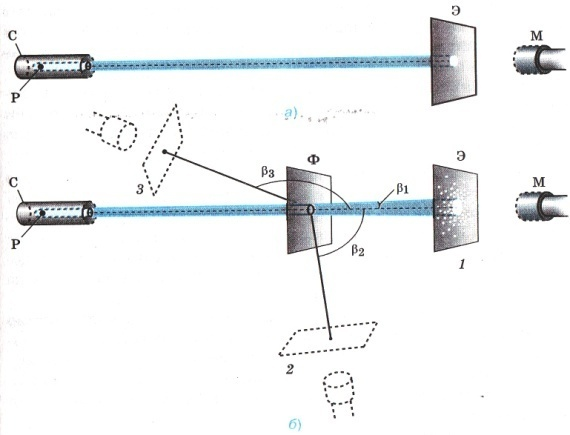 Э
С
М
Р
а)
3
β₃
Ф
Э
С
β₁
М
Р
β₂
1
2
б)